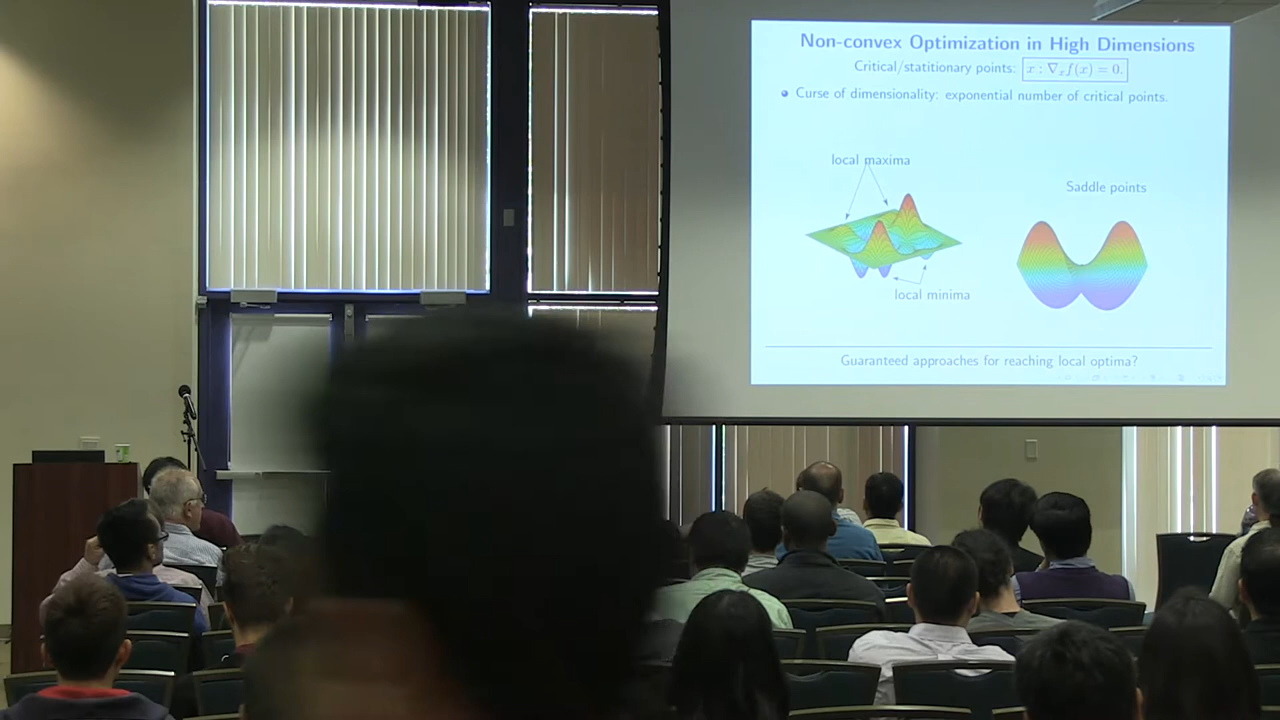 Non-convex Optimization in High Dimensions
Critical/statitionary points: x : ∇ₓf(x) = 0.
Curse of dimensionality: exponential number of critical points.
local maxima
Saddle points
local minima
Guaranteed approaches for reaching local optima?